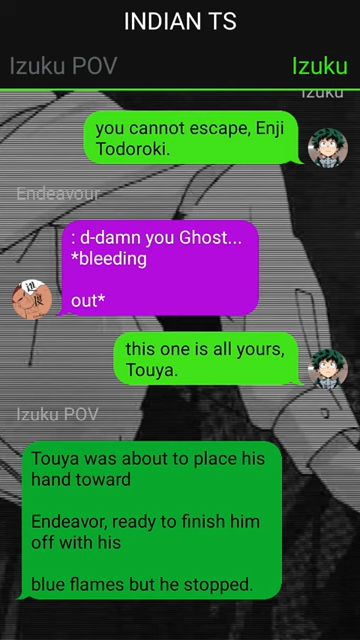 INDIAN TS
Izuku POV
Izuku
Izuku
you cannot escape, Enji
Todoroki.
Endeavour
: d-damn you Ghost...
*bleeding
out*
this one is all yours,
Touya.
Izuku POV
Touya was about to place his
hand toward
Endeavor, ready to finish him
off with his
blue flames but he stopped.